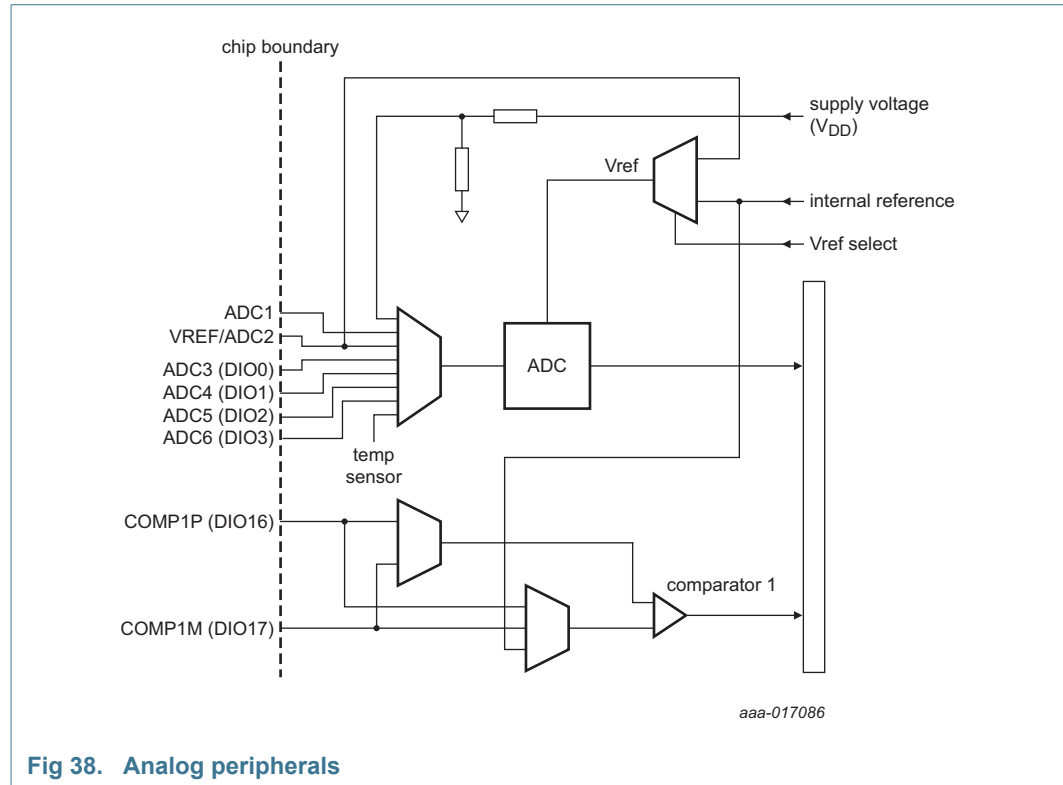 chip boundary
supply voltage
(VDD)
Vref
internal reference
Vref select
ADC1
VREF/ADC2
ADC3 (DIO0)
ADC4 (DIO1)
ADC5 (DIO2)
ADC6 (DIO3)
ADC
temp
sensor
COMP1P (DIO16)
comparator 1
COMP1M (DIO17)
aaa-017086
Fig 38. Analog peripherals